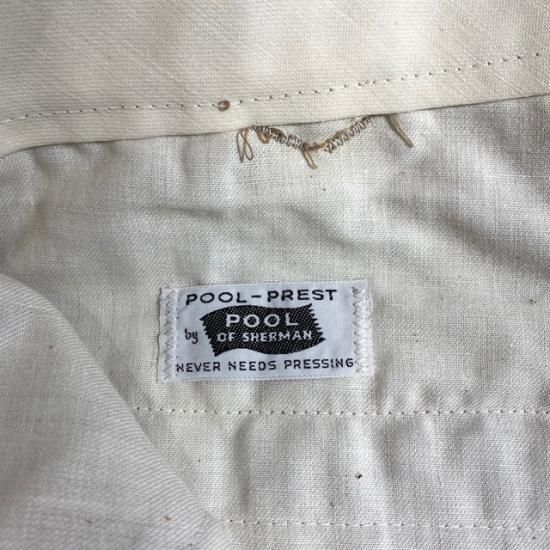 POOL-PREST
by POOL
OF SHERMAN
NEVER NEEDS PRESSING